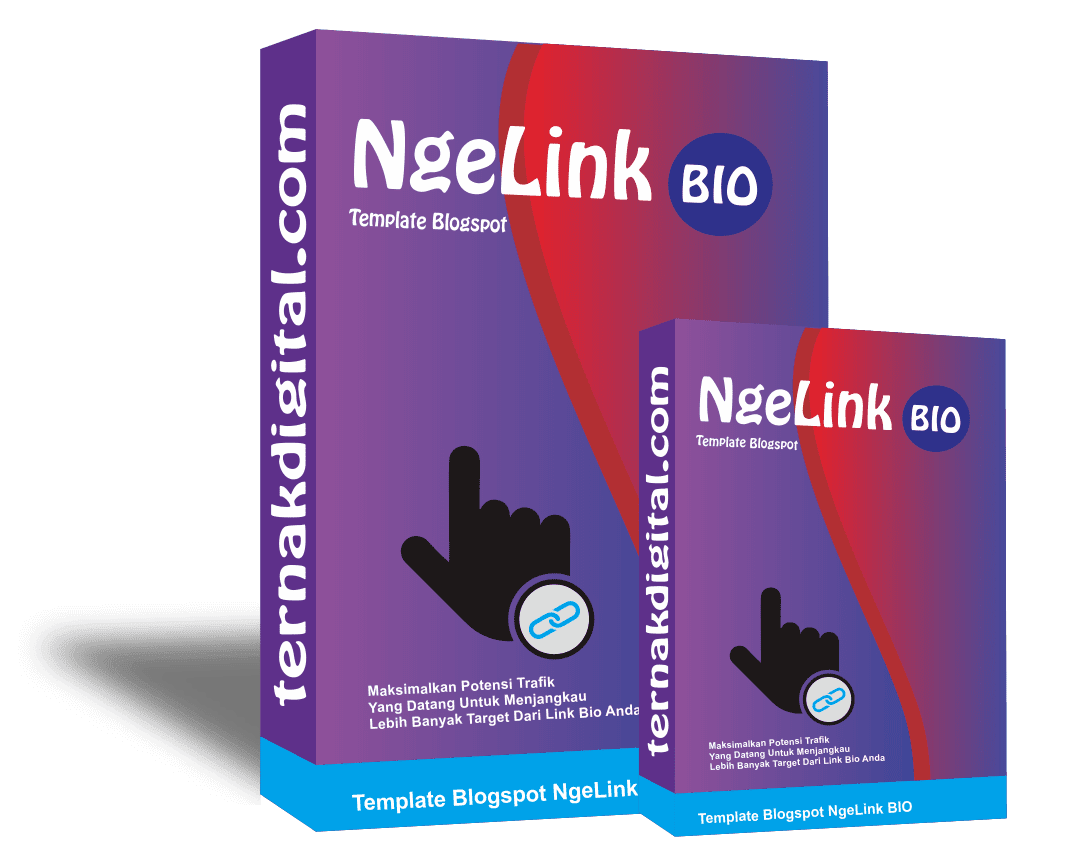 ternakdigital.com
NgeLink BIO
Template Blogspot
Maksimalkan Potensi Trafik
Yang Datang Untuk Menjangkau
Lebih Banyak Target Dari Link Bio Anda
Template Blogspot NgeLink
ternakdigital.com
NgeLink BIO
Template Blogspot
Maksimalkan Potensi Trafik
Yang Datang Untuk Menjangkau
Lebih Banyak Target Dari Link Bio Anda
Template Blogspot NgeLink BIO